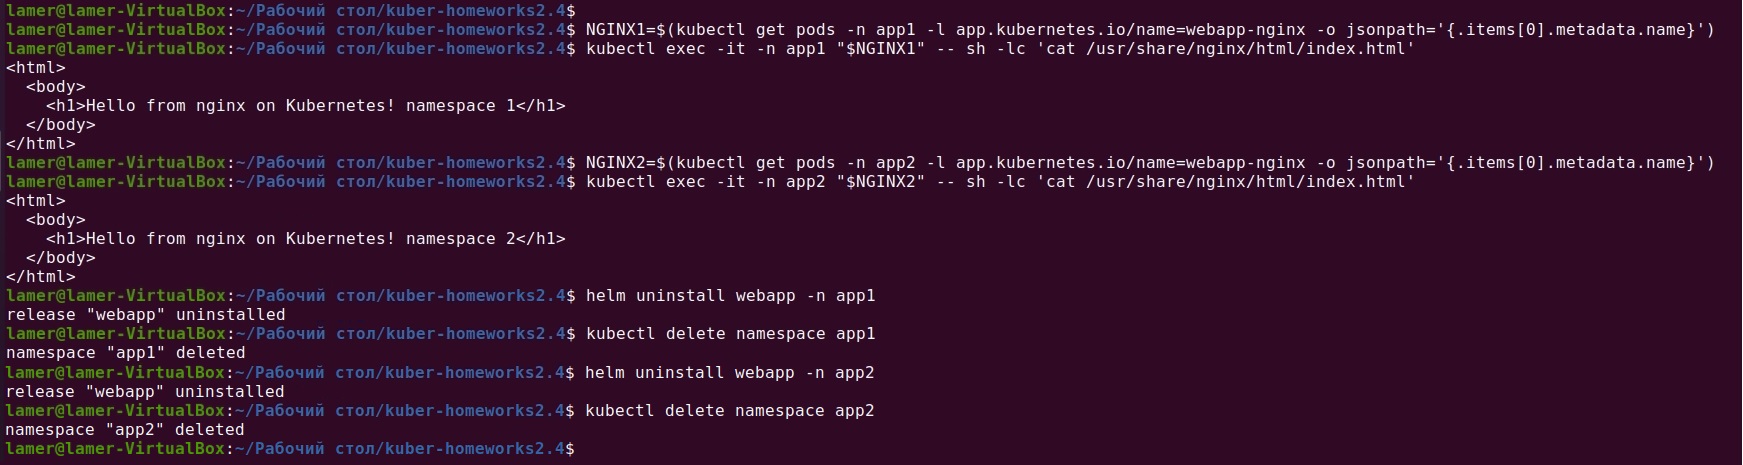 lamer@lamer-VirtualBox:~/Рабочий стол/kuber-homeworks2.4$
lamer@lamer-VirtualBox:~/Рабочий стол/kuber-homeworks2.4$ NGINX1=$(kubectl get pods -n app1 -l app.kubernetes.io/name=webapp-nginx -o jsonpath='{.items[0].metadata.name}')
lamer@lamer-VirtualBox:~/Рабочий стол/kuber-homeworks2.4$ kubectl exec -it -n app1 "$NGINX1" -- sh -lc 'cat /usr/share/nginx/html/index.html'
<html>
  <body>
    <h1>Hello from nginx on Kubernetes! namespace 1</h1>
  </body>
</html>
lamer@lamer-VirtualBox:~/Рабочий стол/kuber-homeworks2.4$ NGINX2=$(kubectl get pods -n app2 -l app.kubernetes.io/name=webapp-nginx -o jsonpath='{.items[0].metadata.name}')
lamer@lamer-VirtualBox:~/Рабочий стол/kuber-homeworks2.4$ kubectl exec -it -n app2 "$NGINX2" -- sh -lc 'cat /usr/share/nginx/html/index.html'
<html>
  <body>
    <h1>Hello from nginx on Kubernetes! namespace 2</h1>
  </body>
</html>
lamer@lamer-VirtualBox:~/Рабочий стол/kuber-homeworks2.4$ helm uninstall webapp -n app1
release "webapp" uninstalled
lamer@lamer-VirtualBox:~/Рабочий стол/kuber-homeworks2.4$ kubectl delete namespace app1
namespace "app1" deleted
lamer@lamer-VirtualBox:~/Рабочий стол/kuber-homeworks2.4$ helm uninstall webapp -n app2
release "webapp" uninstalled
lamer@lamer-VirtualBox:~/Рабочий стол/kuber-homeworks2.4$ kubectl delete namespace app2
namespace "app2" deleted
lamer@lamer-VirtualBox:~/Рабочий стол/kuber-homeworks2.4$